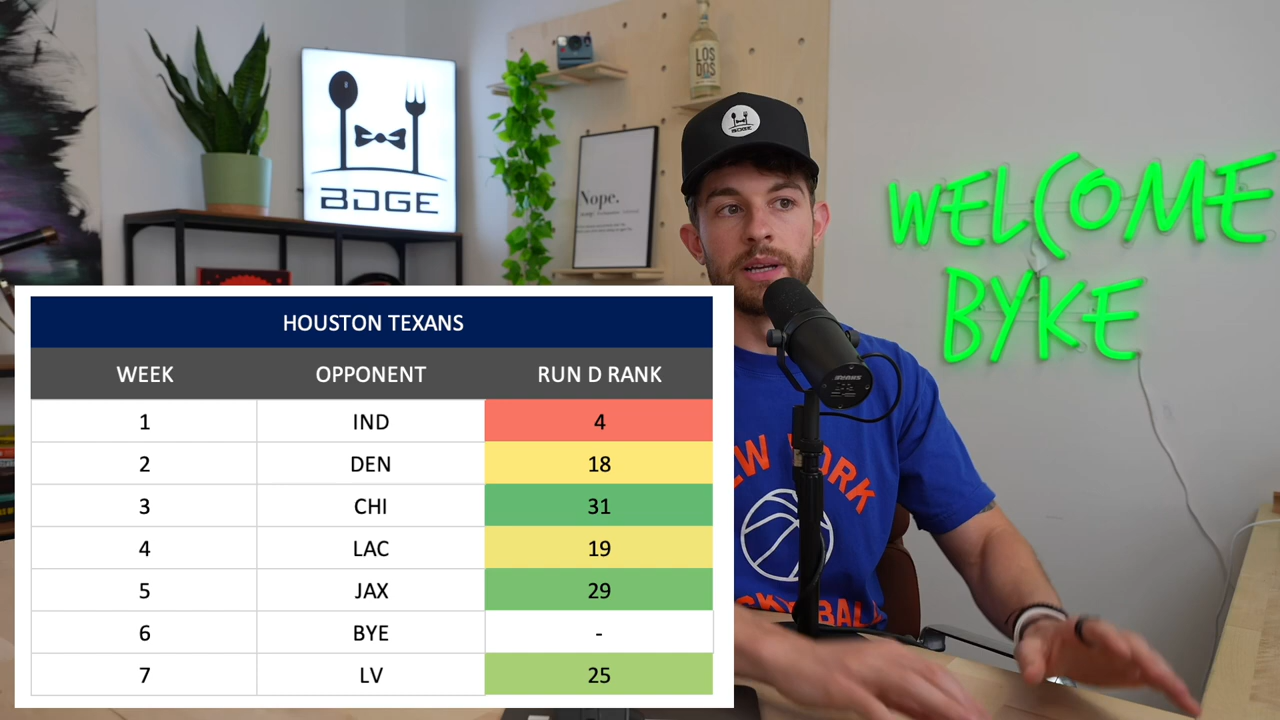 LOS
DOS
BDGE
BDGE
Nope.
WELCOME
BYKE
HOUSTON TEXANS
WEEK OPPONENT RUN D RANK
1 IND 4
2 DEN 18
3 CHI 31
4 LAC 19
5 JAX 29
6 BYE -
7 LV 25
NEW YORK